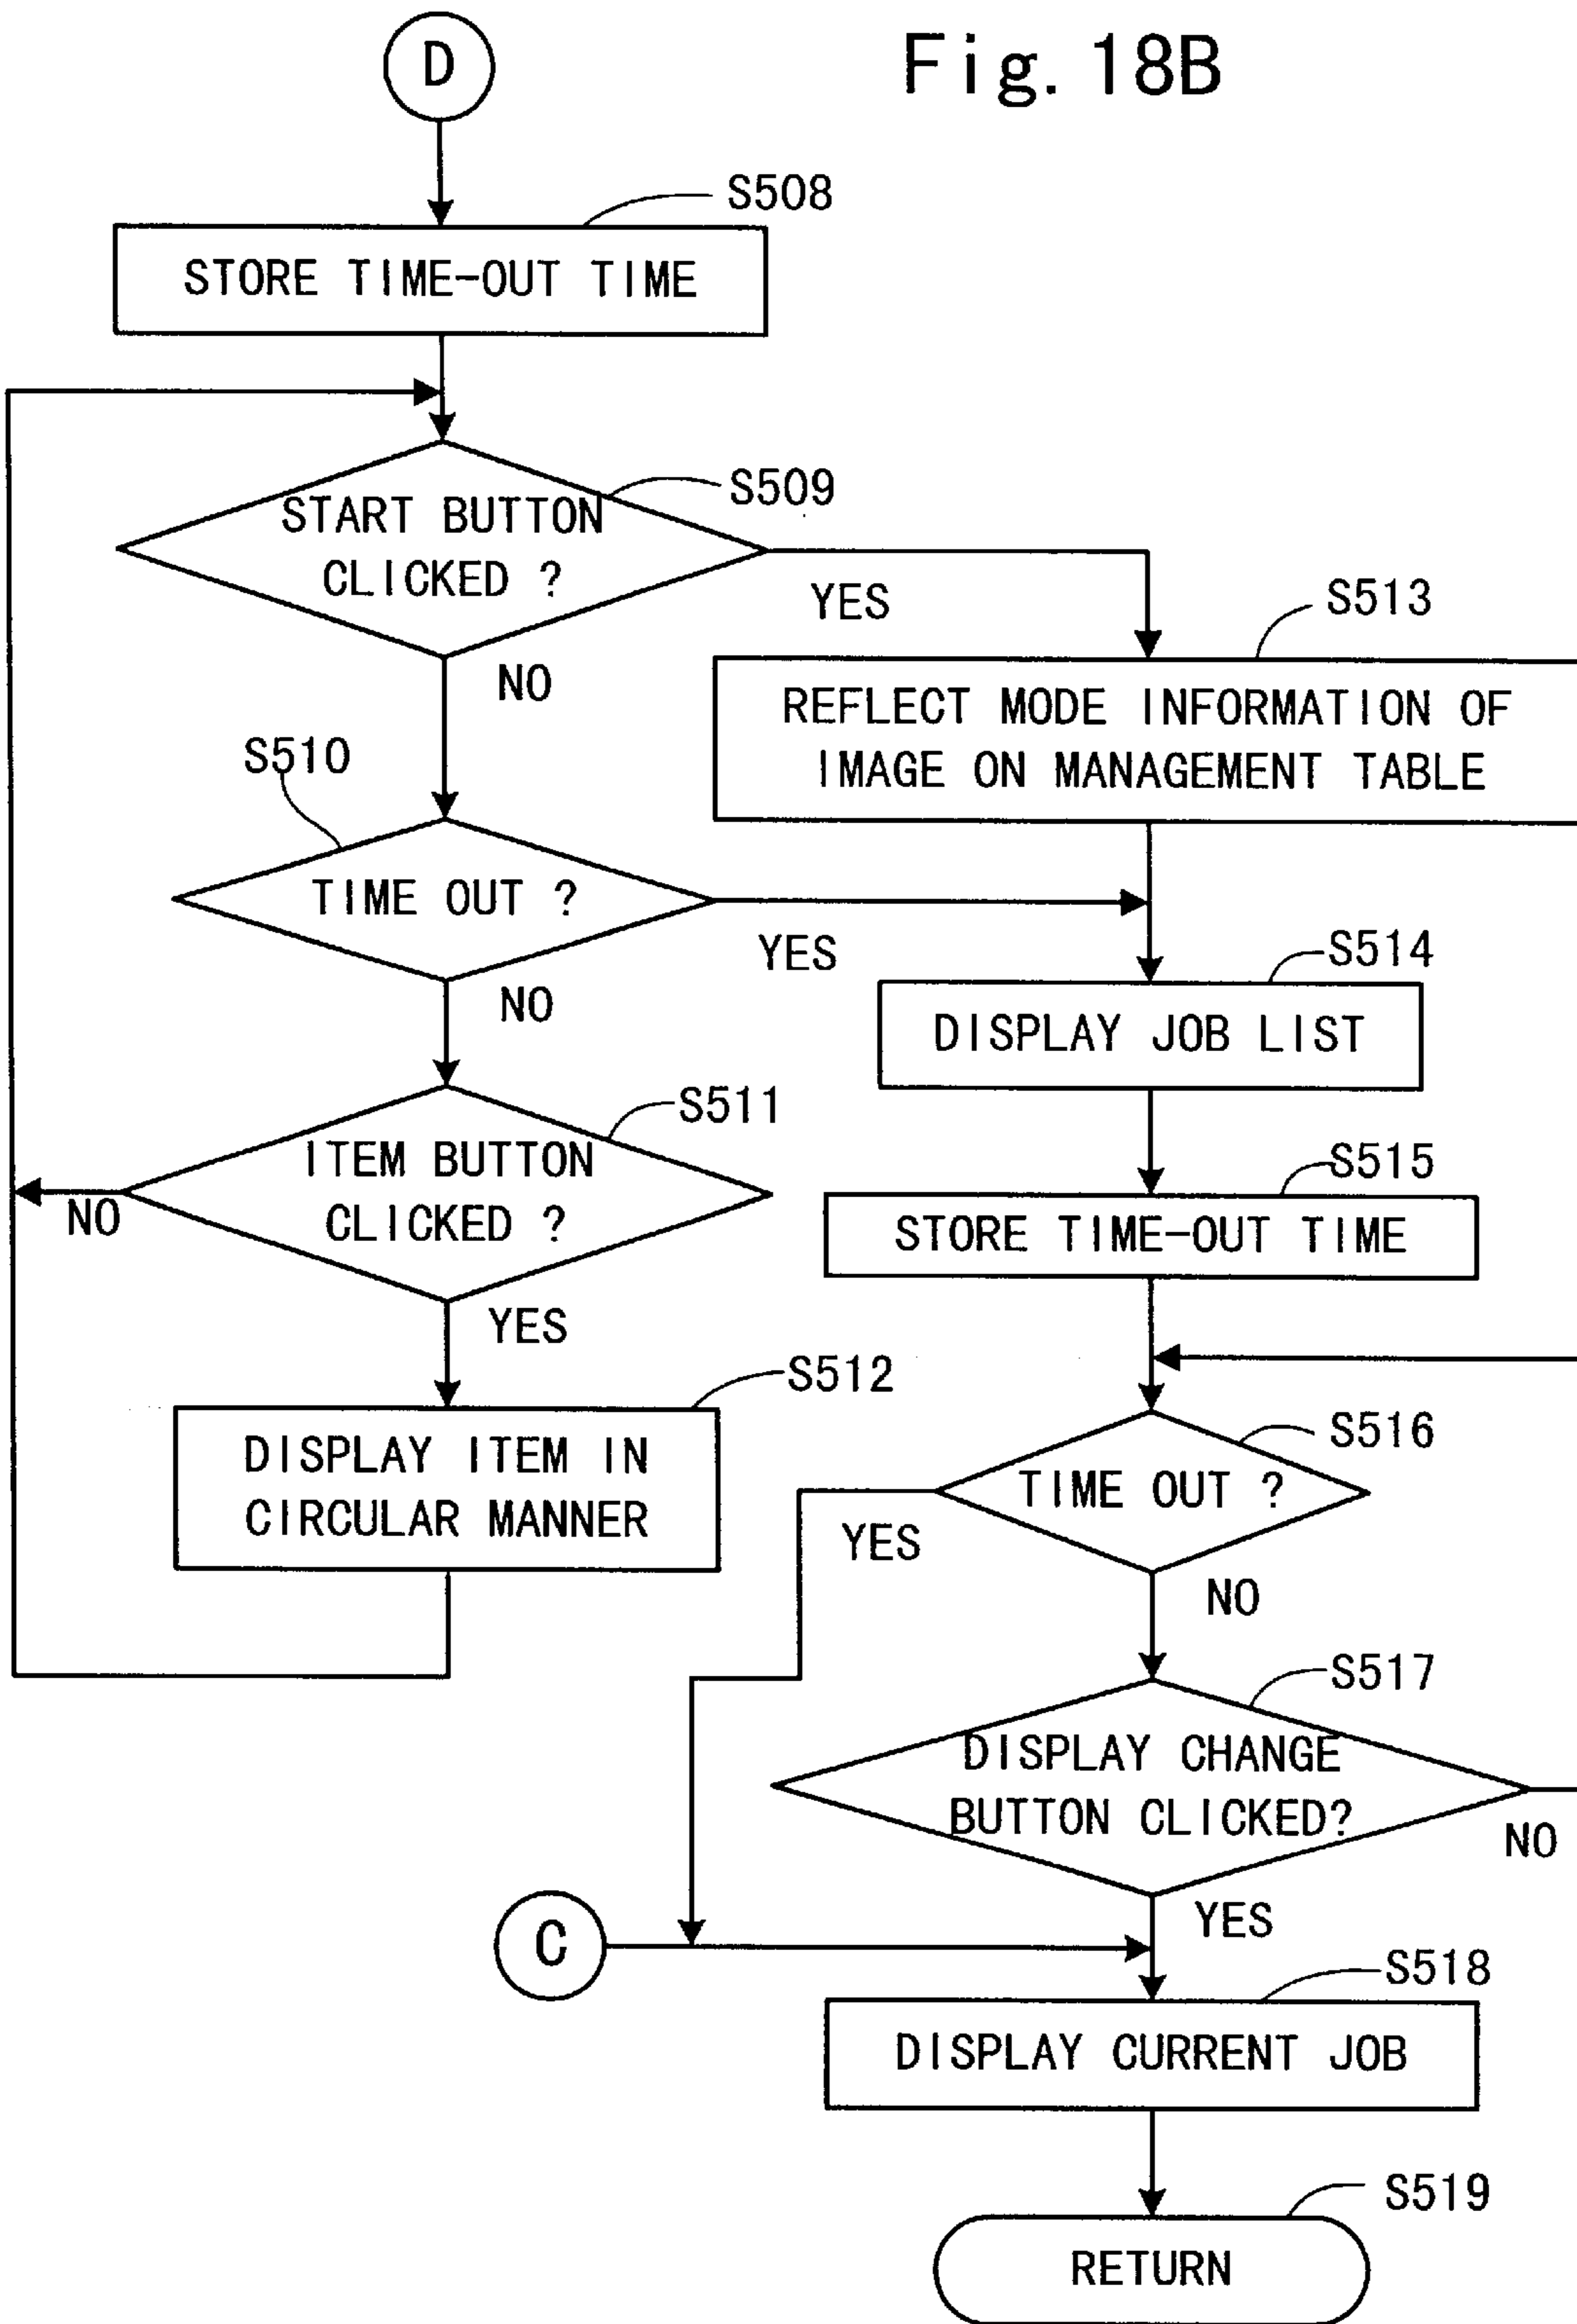 Fig. 18B
D
S508
STORE TIME-OUT TIME
S509
START BUTTON
CLICKED ?
YES
NO
S513
REFLECT MODE INFORMATION OF
IMAGE ON MANAGEMENT TABLE
S510
TIME OUT ?
YES
NO
S514
DISPLAY JOB LIST
S511
ITEM BUTTON
CLICKED ?
NO
YES
S515
STORE TIME-OUT TIME
S512
DISPLAY ITEM IN
CIRCULAR MANNER
S516
TIME OUT ?
YES
NO
S517
DISPLAY CHANGE
BUTTON CLICKED?
NO
YES
C
S518
DISPLAY CURRENT JOB
S519
RETURN